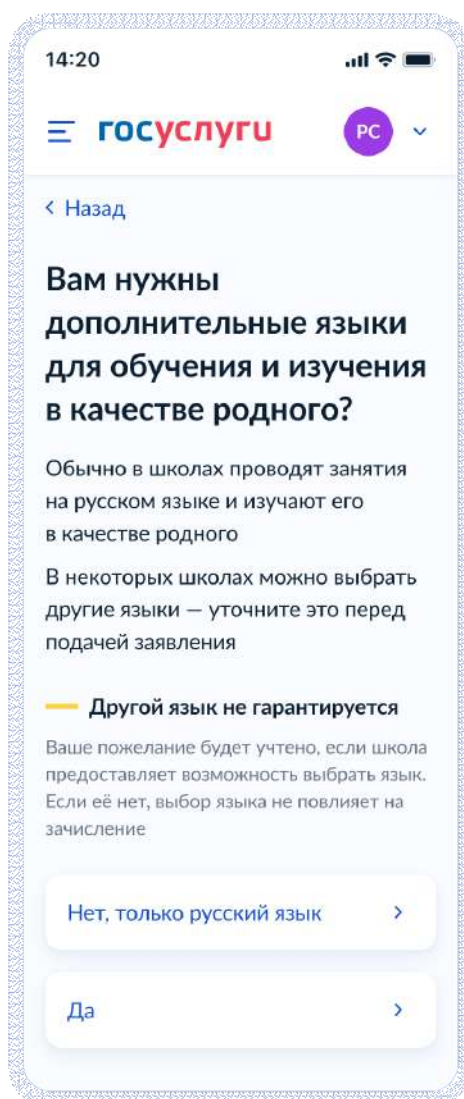 14:20
госуслуги
РС
Назад
Вам нужны
дополнительные языки
для обучения и изучения
в качестве родного?
Обычно в школах проводят занятия
на русском языке и изучают его
в качестве родного
В некоторых школах можно выбрать
другие языки — уточните это перед
подачей заявления
Другой язык не гарантируется
Ваше пожелание будет учтено, если школа
предоставляет возможность выбрать язык.
Если её нет, выбор языка не повлияет на
зачисление
Нет, только русский язык
Да